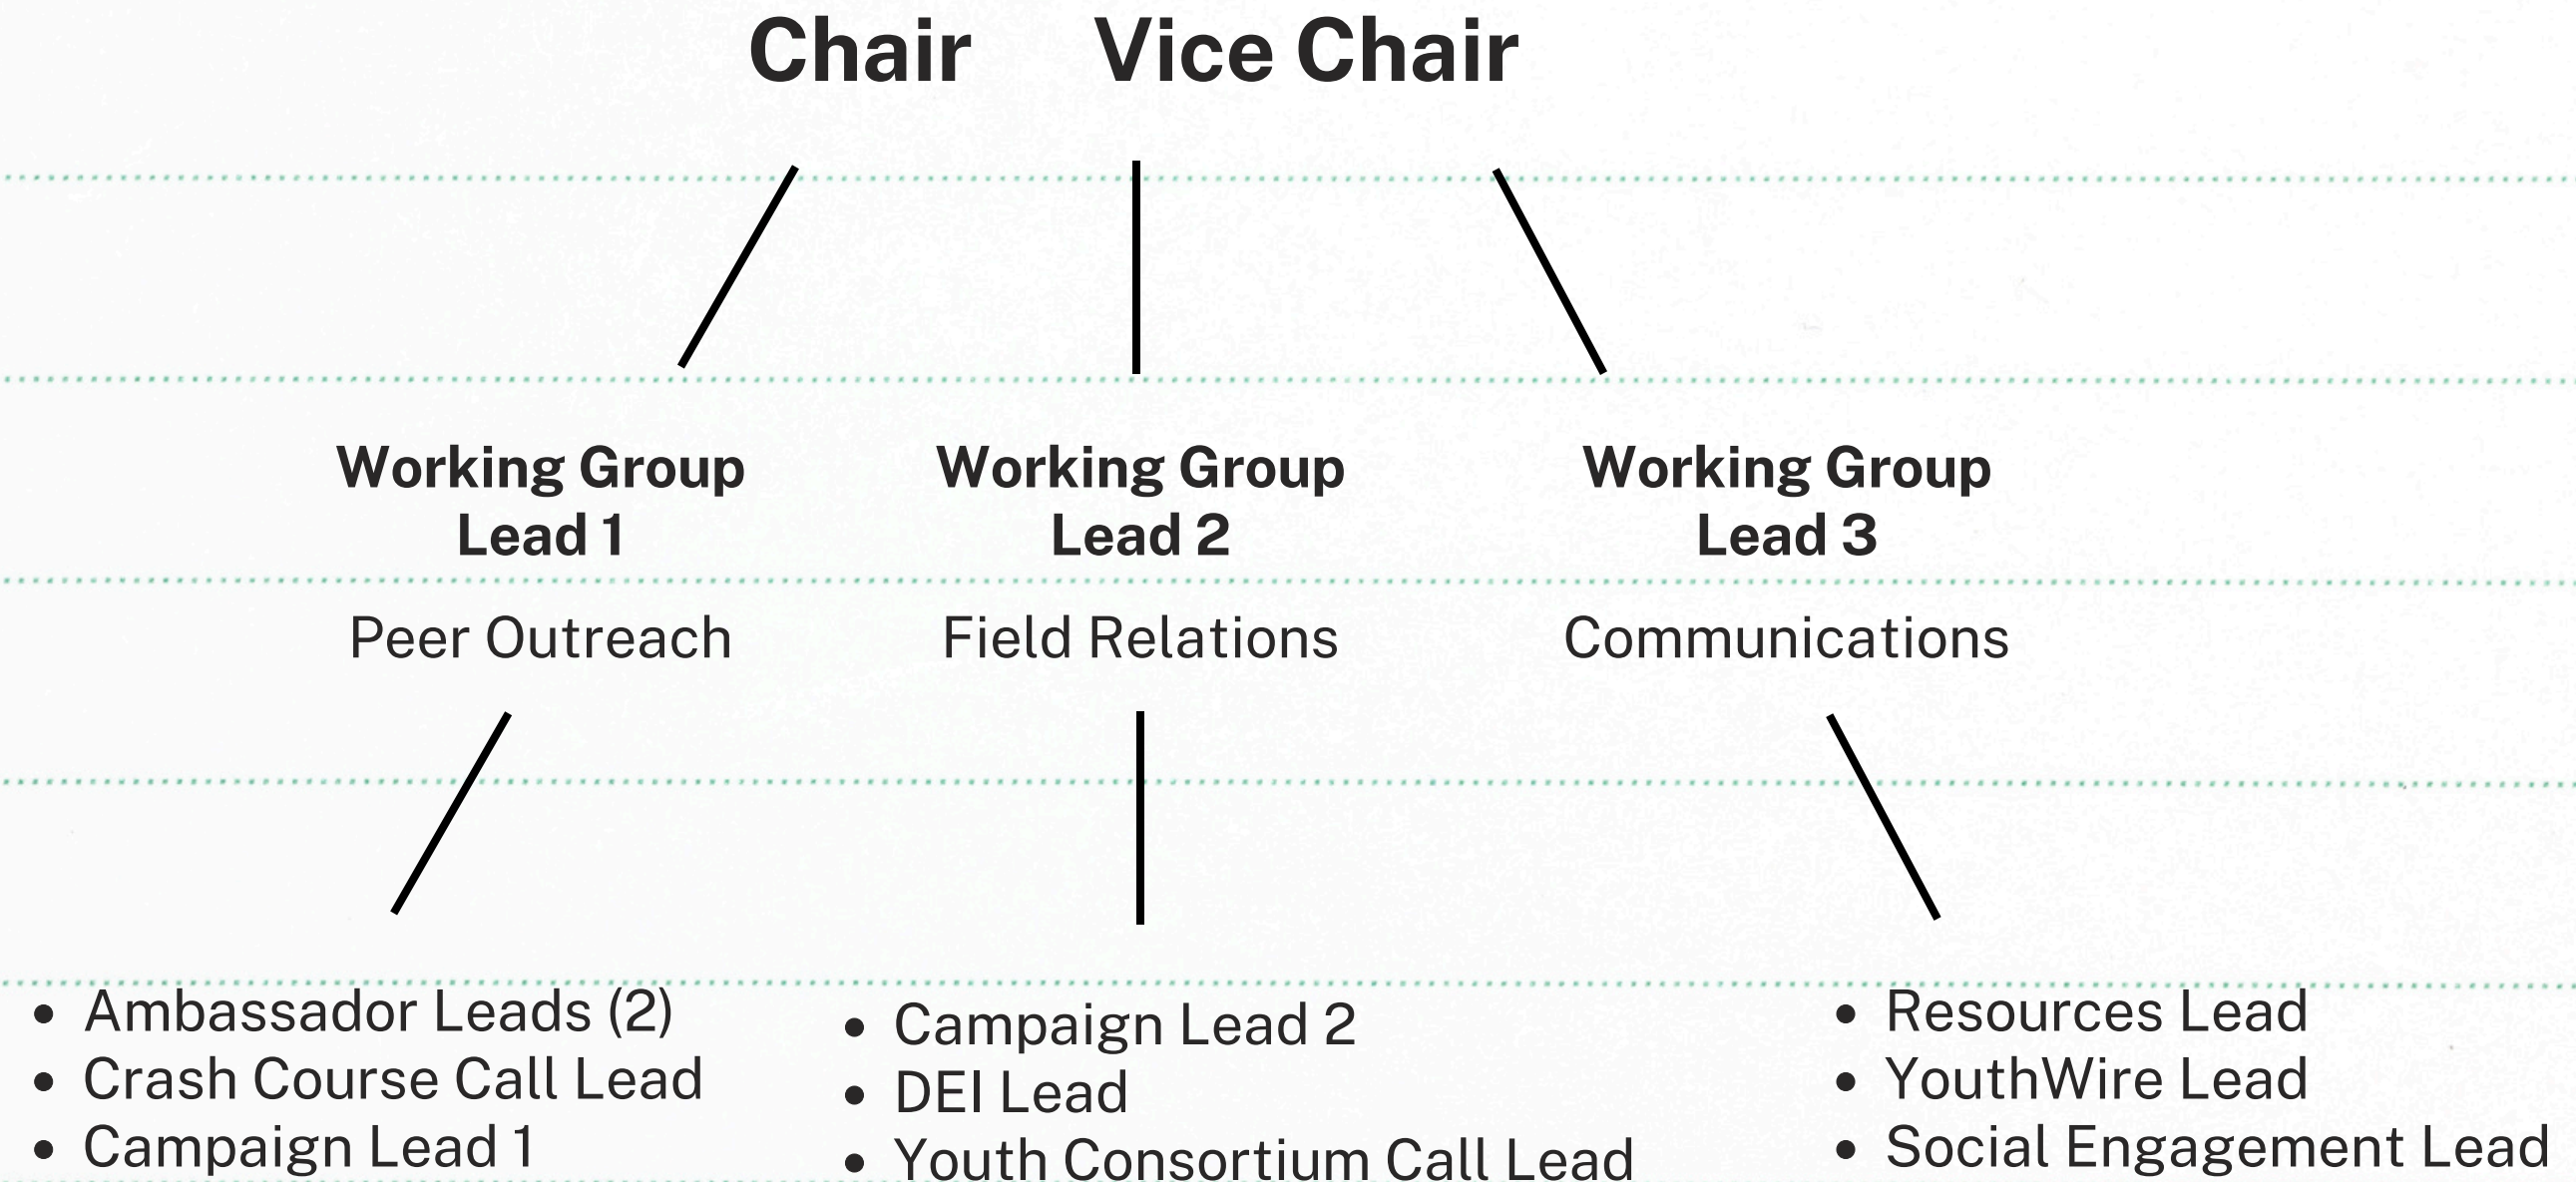 Chair Vice Chair
Working Group
Lead 1
Working Group
Lead 2
Working Group
Lead 3
Peer Outreach
Field Relations
Communications
• Ambassador Leads (2)
• Crash Course Call Lead
• Campaign Lead 1
• Campaign Lead 2
• DEI Lead
• Youth Consortium Call Lead
• Resources Lead
• YouthWire Lead
• Social Engagement Lead